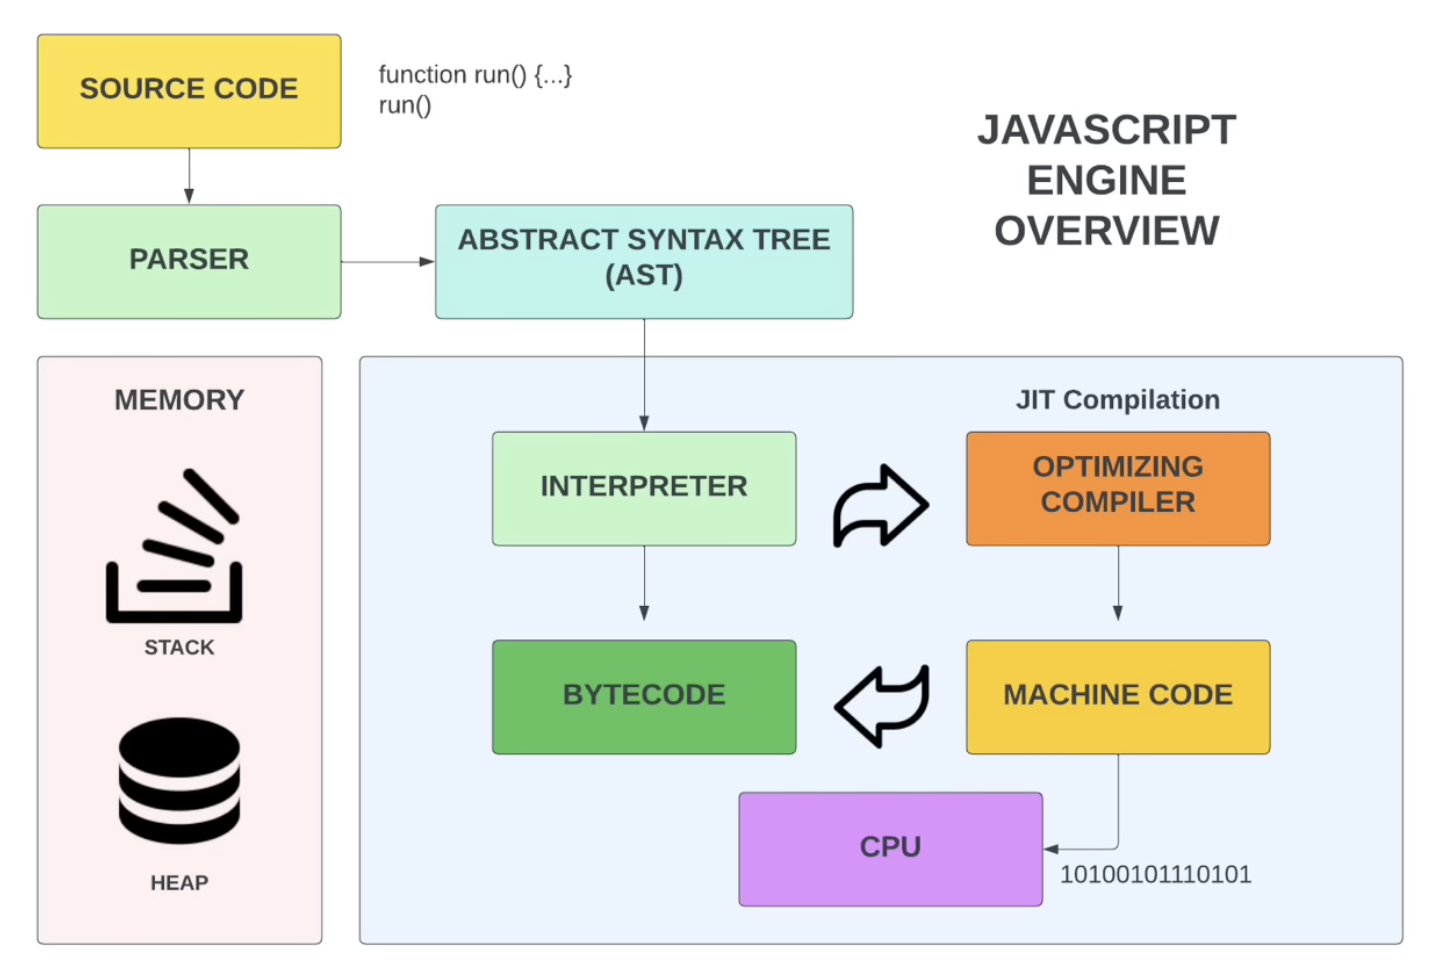 SOURCE CODE
function run() {...}
run()
JAVASCRIPT
ENGINE
OVERVIEW
PARSER
ABSTRACT SYNTAX TREE
(AST)
MEMORY
STACK
HEAP
JIT Compilation
INTERPRETER
OPTIMIZING
COMPILER
BYTECODE
MACHINE CODE
CPU
10100101110101